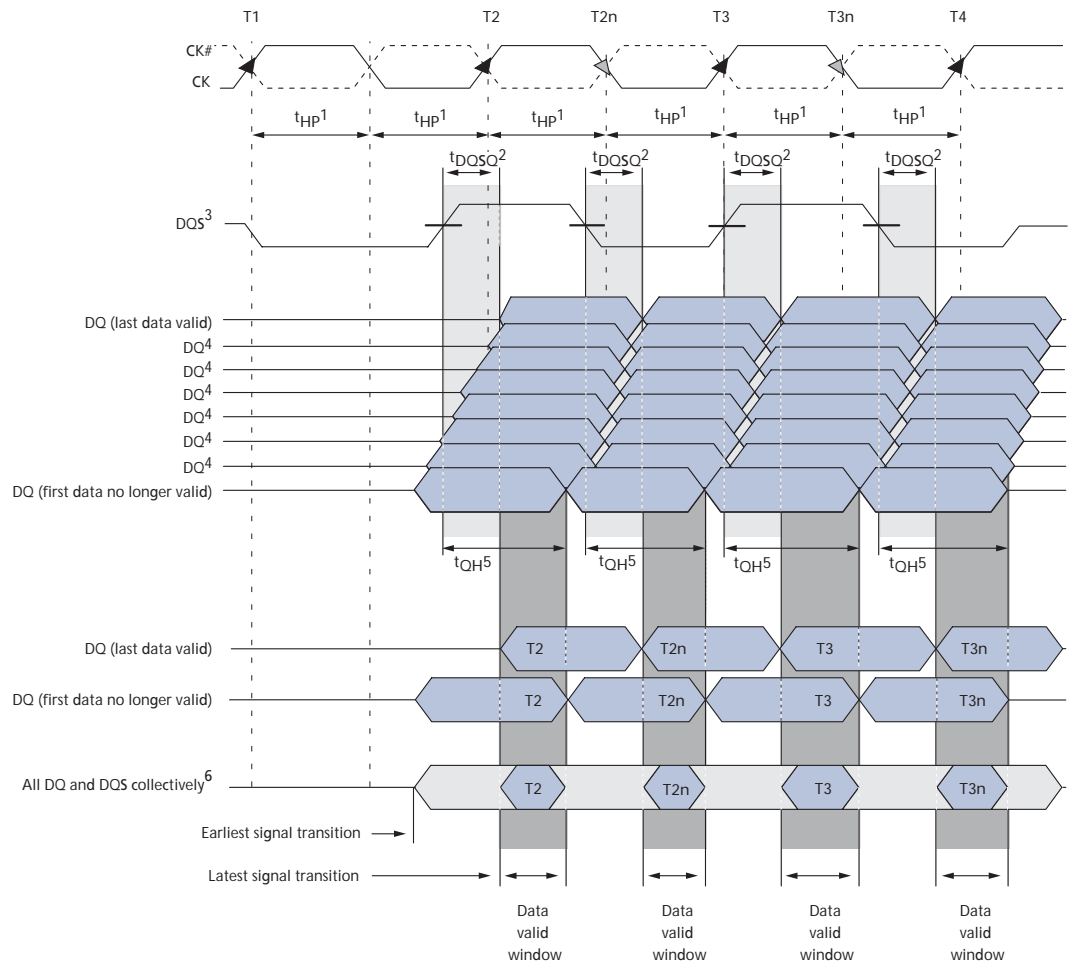 T1 T2 T2n T3 T3n T4
CK#
CK
tHP1 tHP1 tHP1 tHP1 tHP1 tHP1
tDQSQ2 tDQSQ2 tDQSQ2 tDQSQ2
DQS3
DQ (last data valid)
DQ4
DQ4
DQ4
DQ4
DQ4
DQ4
DQ (first data no longer valid)
tQH5 tQH5 tQH5 tQH5
DQ (last data valid) T2 T2n T3 T3n
DQ (first data no longer valid) T2 T2n T3 T3n
All DQ and DQS collectively6 T2 T2n T3 T3n
Earliest signal transition
Latest signal transition
Data valid window
Data valid window
Data valid window
Data valid window